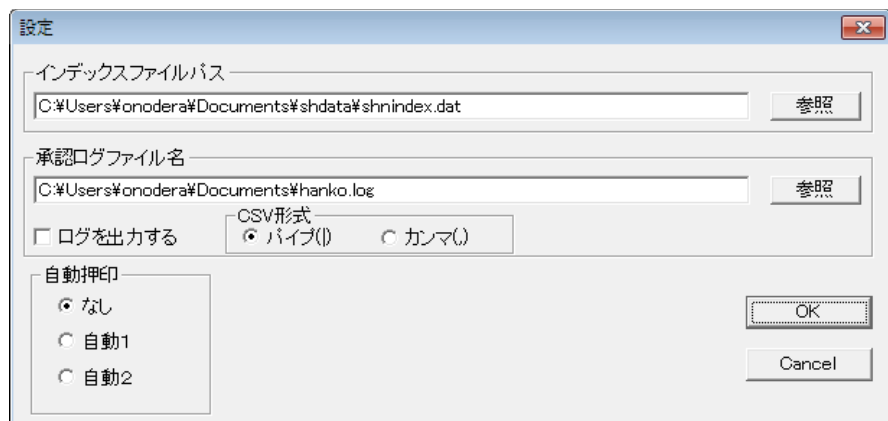 設定
インデックスファイルパス
C:¥Users¥onodera¥Documents¥shdata¥shnindex.dat
参照
承認ログファイル名
C:¥Users¥onodera¥Documents¥hanko.log
参照
CSV形式
ログを出力する
パイプ(|)
カンマ(,)
自動押印
なし
自動1
自動2
OK
Cancel